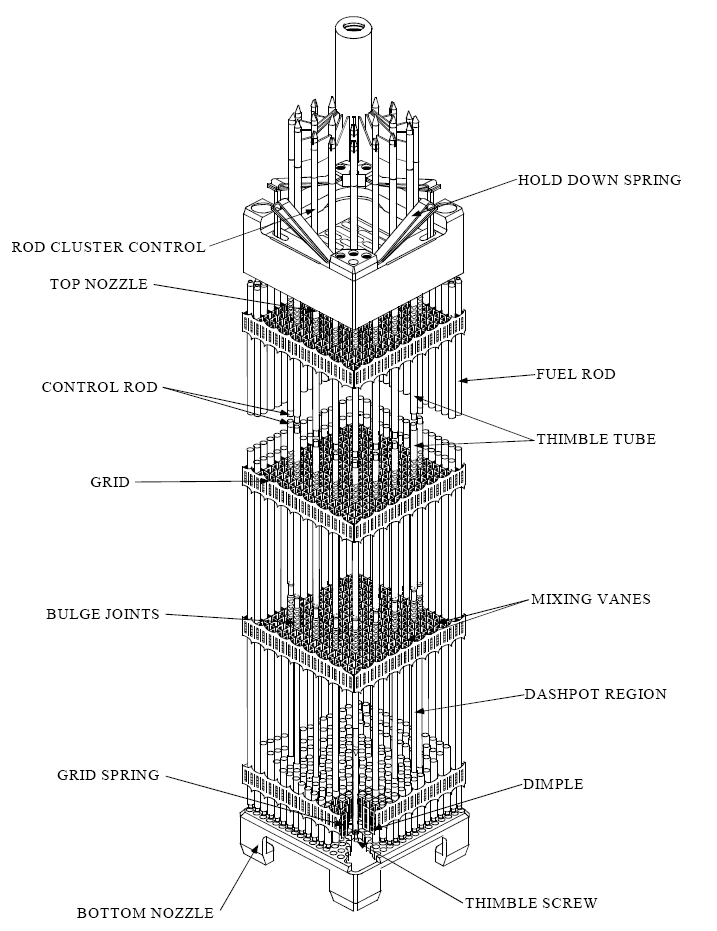 HOLD DOWN SPRING
ROD CLUSTER CONTROL
TOP NOZZLE
FUEL ROD
CONTROL ROD
THIMBLE TUBE
GRID
MIXING VANES
BULGE JOINTS
DASHPOT REGION
GRID SPRING
DIMPLE
THIMBLE SCREW
BOTTOM NOZZLE